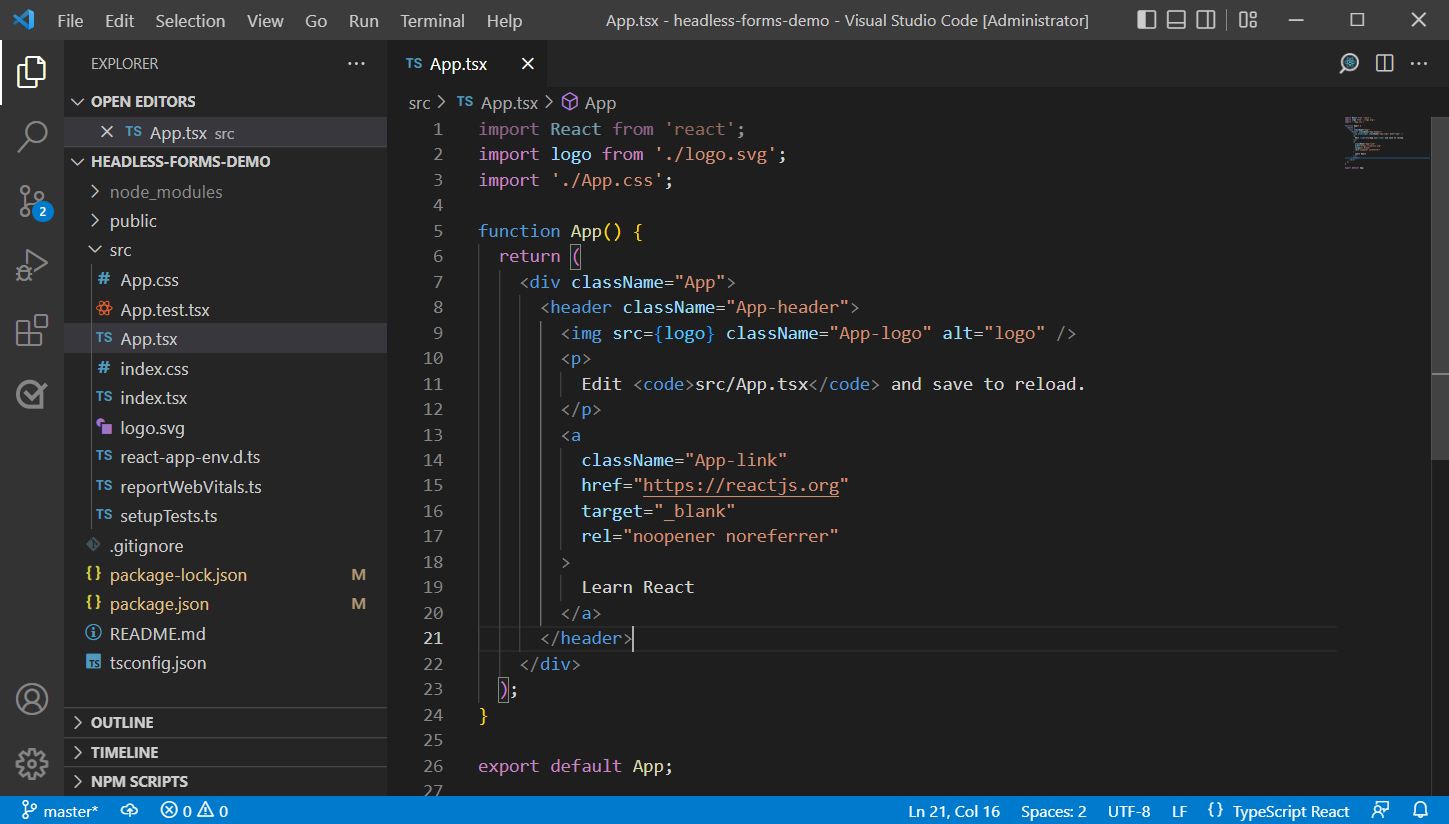 File Edit Selection View Go Run Terminal Help App.tsx - headless-forms-demo - Visual Studio Code [Administrator]
EXPLORER
OPEN EDITORS
TS App.tsx src
HEADLESS-FORMS-DEMO
node_modules
public
src
# App.css
App.test.tsx
TS App.tsx
# index.css
TS index.tsx
logo.svg
TS react-app-env.d.ts
TS reportWebVitals.ts
TS setupTests.ts
.gitignore
{} package-lock.json M
{} package.json M
README.md
TS tsconfig.json
OUTLINE
TIMELINE
NPM SCRIPTS
2
TS App.tsx
src > TS App.tsx > App
1 import React from 'react';
2 import logo from './logo.svg';
3 import './App.css';
4
5 function App() {
6 return (
7 <div className="App">
8 <header className="App-header">
9 <img src={logo} className="App-logo" alt="logo" />
10 <p>
11 Edit <code>src/App.tsx</code> and save to reload.
12 </p>
13 <a
14 className="App-link"
15 href="https://reactjs.org"
16 target="_blank"
17 rel="noopener noreferrer"
18 >
19 Learn React
20 </a>
21 </header>
22 </div>
23 );
24 }
25
26 export default App;
27
master* 0 0 Ln 21, Col 16 Spaces: 2 UTF-8 LF {} TypeScript React